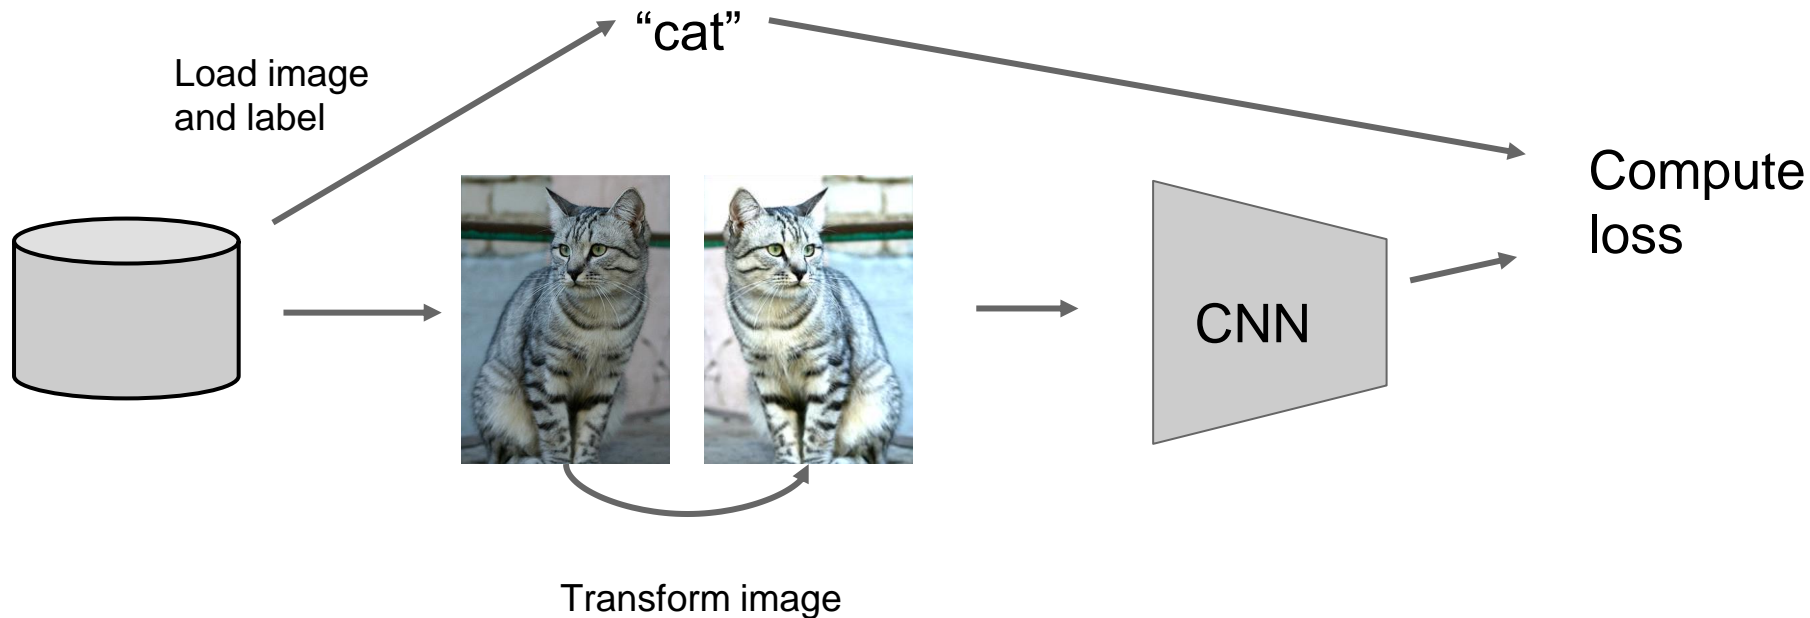 “cat”
Load image
and label
Compute
loss
CNN
Transform image